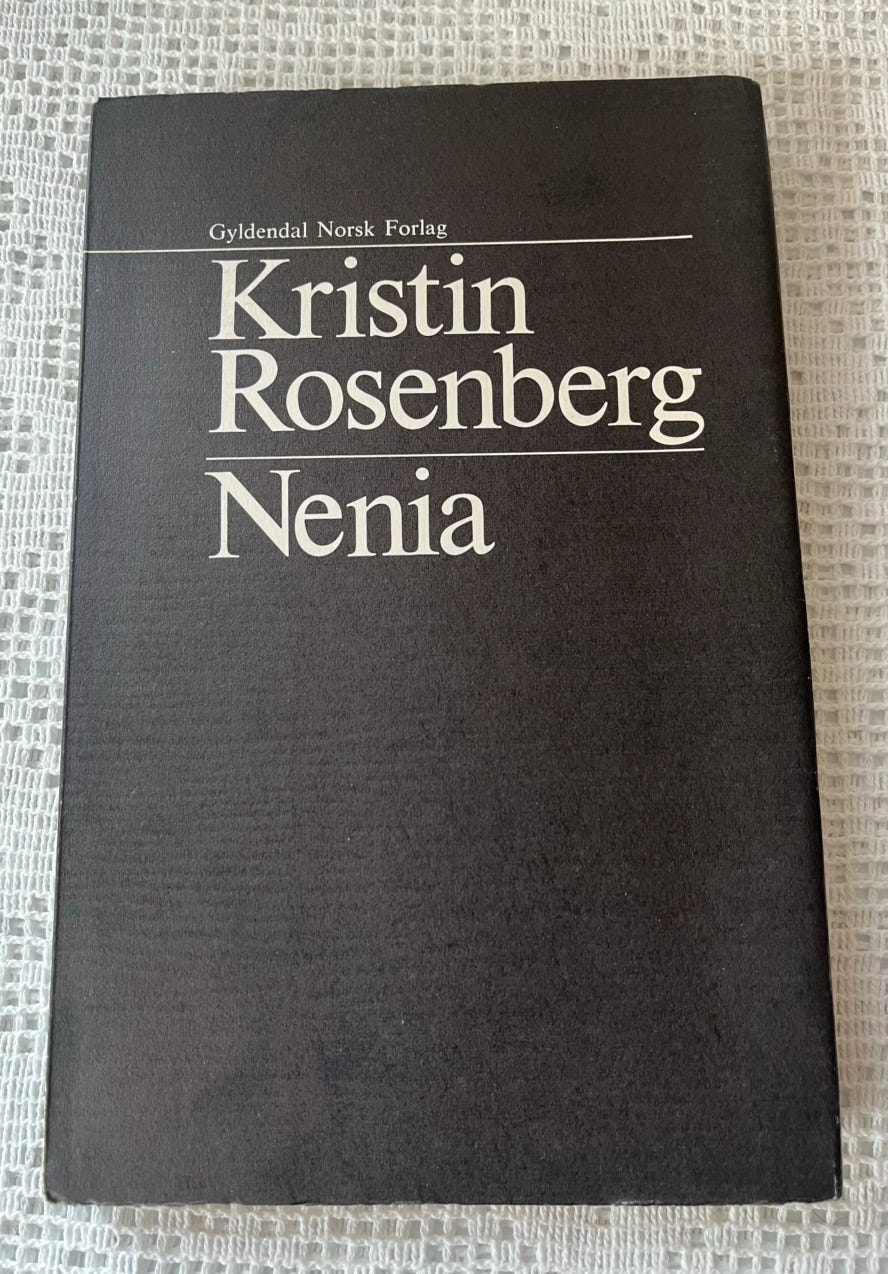 Gyldendal Norsk Forlag
Kristin
Rosenberg
Nenia